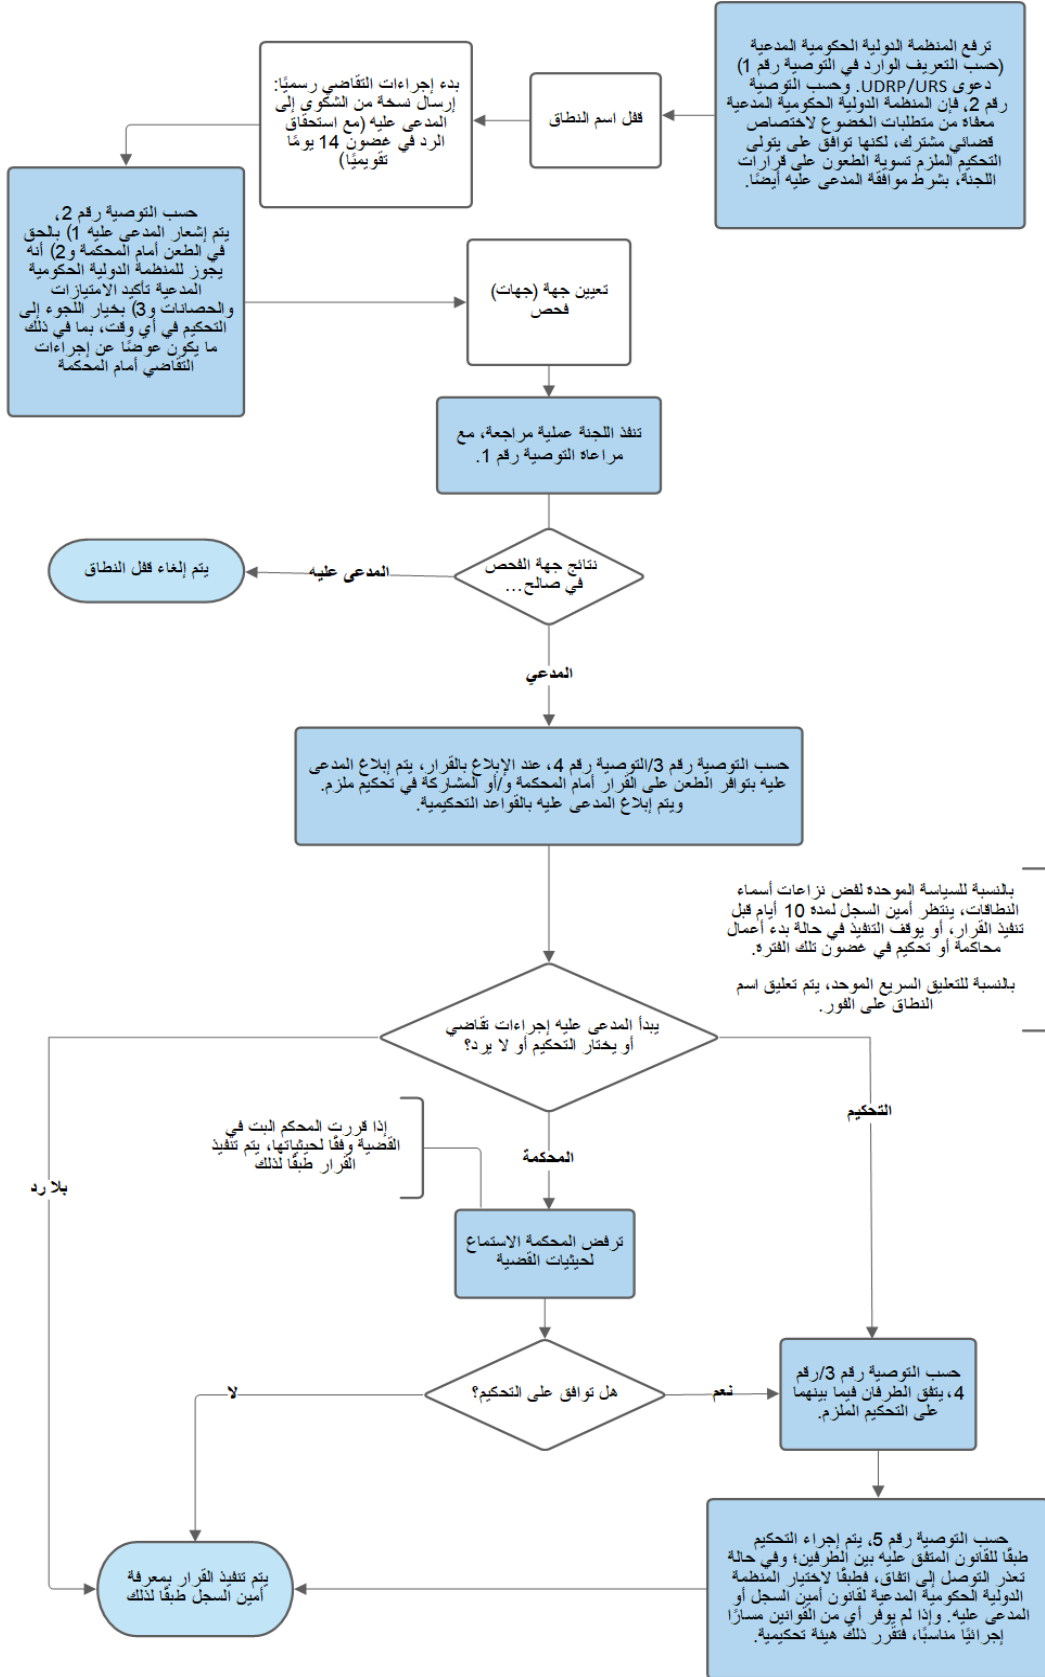 ترفع المنظمة الدولية الحكومية المدعية
(حسب التعريف الوارد في التوصية رقم 1)
دعوى UDRP/URS. وحسب التوصية
رقم 2، فإن المنظمة الدولية الحكومية المدعية
معفاة من متطلبات الخضوع لاختصاص
قضائي مشترك، لكنها توافق على يتولى
التحكيم الملزم تسوية الطعون على قرارات
اللجنة، بشرط موافقة المدعى عليه أيضًا.
قفل اسم النطاق
بدء إجراءات التقاضي رسميًا:
إرسال نسخة من الشكوى إلى
المدعى عليه (مع استحقاق
الرد في غضون 14 يومًا
تقويميًا)
حسب التوصية رقم 2،
يتم إشعار المدعى عليه 1) بالحق
في الطعن أمام المحكمة و2) أنه
يجوز للمنظمة الدولية الحكومية
المدعية تأكيد الامتيازات
والحصانات و3) بخيار اللجوء إلى
التحكيم في أي وقت، بما في ذلك
ما يكون عوضًا عن إجراءات
التقاضي أمام المحكمة
تعيين جهة (جهات)
فحص
تنفذ اللجنة عملية مراجعة، مع
مراعاة التوصية رقم 1.
نتائج جهة الفحص
في صالح...
المدعى عليه
يتم إلغاء قفل النطاق
المدعي
حسب التوصية رقم 3/التوصية رقم 4، عند الإبلاغ بالقرار، يتم إبلاغ المدعى
عليه بتوافر الطعن على القرار أمام المحكمة و/أو المشاركة في تحكيم ملزم.
ويتم إبلاغ المدعى عليه بالقواعد التحكيمية.
بالنسبة للسياسة الموحدة لفض نزاعات أسماء
النطاقات، ينتظر أمين السجل لمدة 10 أيام قبل
تنفيذ القرار، أو يوقف التنفيذ في حالة بدء أعمال
محاكمة أو تحكيم في غضون تلك الفترة.
بالنسبة للتعليق السريع الموحد، يتم تعليق اسم
النطاق على الفور.
يبدأ المدعى عليه إجراءات تقاضي
أو يختار التحكيم أو لا يرد؟
التحكيم
المحكمة
بلا رد
إذا قررت المحكم البت في
القضية وفقًا لحيثياتها، يتم تنفيذ
القرار طبقًا لذلك
ترفض المحكمة الاستماع
لحيثيات القضية
هل توافق على التحكيم؟
نعم
لا
حسب التوصية رقم 3/رقم
4، يتفق الطرفان فيما بينهما
على التحكيم الملزم.
حسب التوصية رقم 5، يتم إجراء التحكيم
طبقًا للقانون المتفق عليه بين الطرفين؛ وفي حالة
تعذر التوصل إلى اتفاق، فطبقًا لاختيار المنظمة
الدولية الحكومية المدعية لقانون أمين السجل أو
المدعى عليه. وإذا لم يوفر أي من القوانين مسارًا
إجرائيًا مناسبًا، فتقرر ذلك هيئة تحكيمية.
يتم تنفيذ القرار بمعرفة
أمين السجل طبقًا لذلك